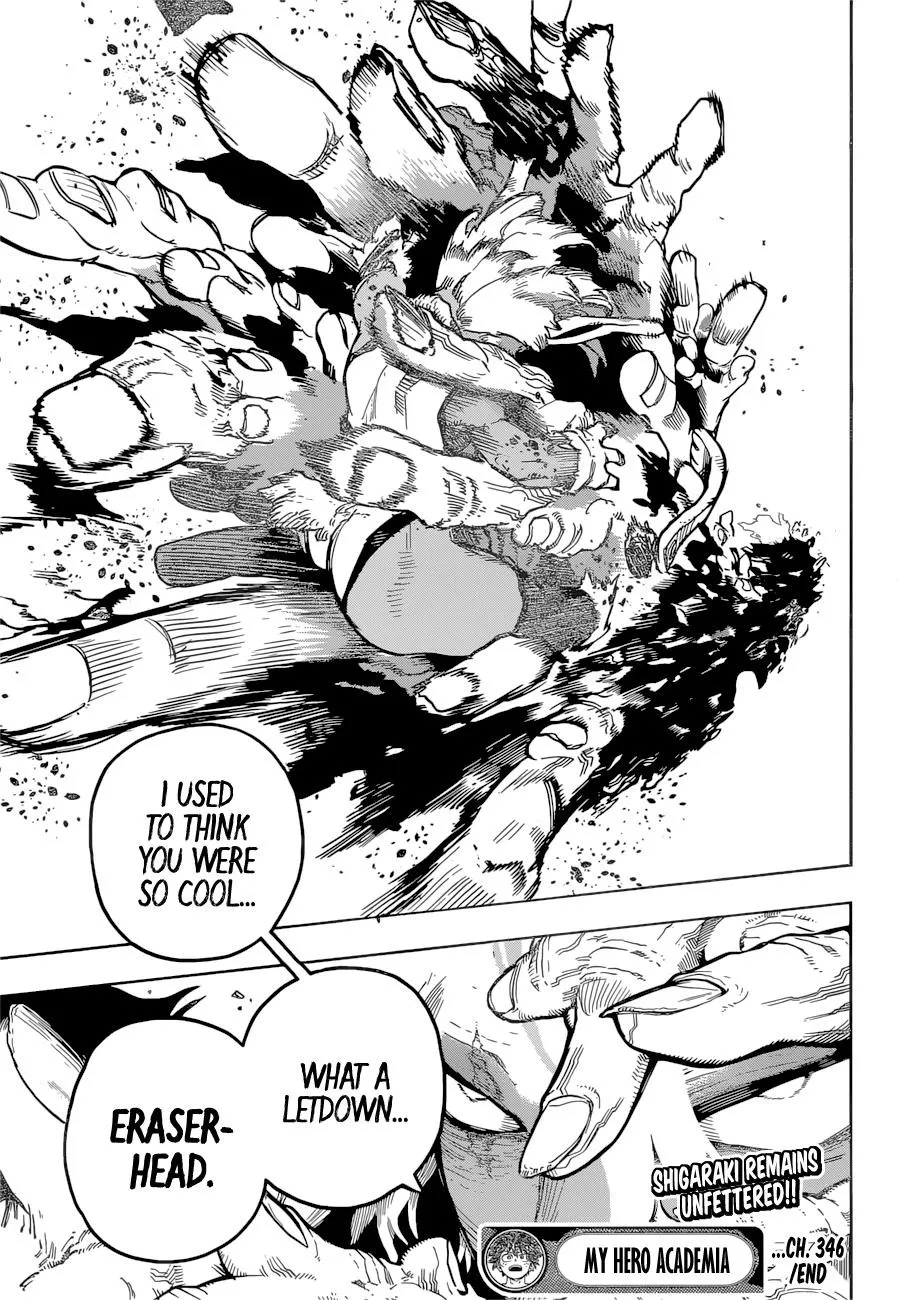 I USED
TO THINK
YOU WERE
SO COOL...
WHAT A
LETDOWN...
ERASER-
HEAD.
SHIGARAKI REMAINS
UNFETTERED!!
MY HERO ACADEMIA
...CH. 346
/END